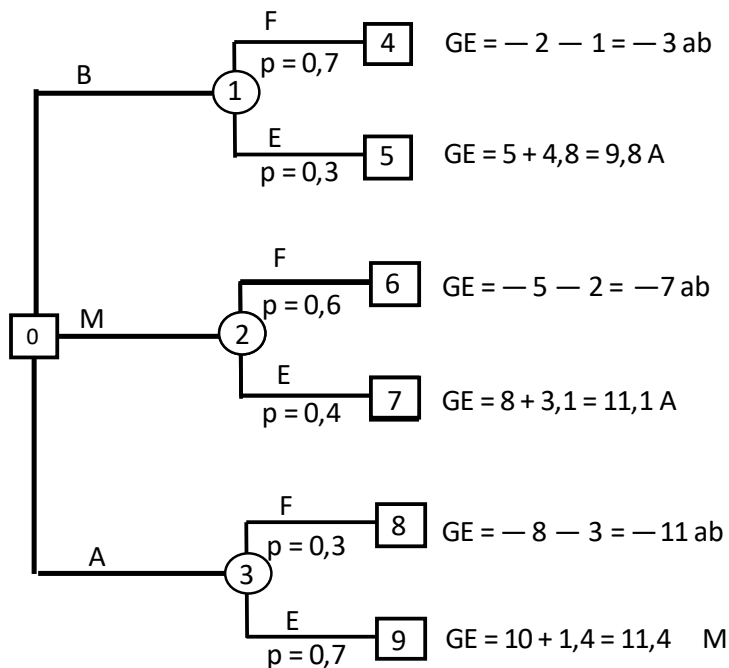 F
4 GE = — 2 — 1 = — 3 ab
p = 0,7
B
1
E
5 GE = 5 + 4,8 = 9,8 A
p = 0,3
F
6 GE = — 5 — 2 = —7 ab
p = 0,6
M
0
2
E
7 GE = 8 + 3,1 = 11,1 A
p = 0,4
F
8 GE = — 8 — 3 = —11 ab
p = 0,3
A
3
E
9 GE = 10 + 1,4 = 11,4 M
p = 0,7